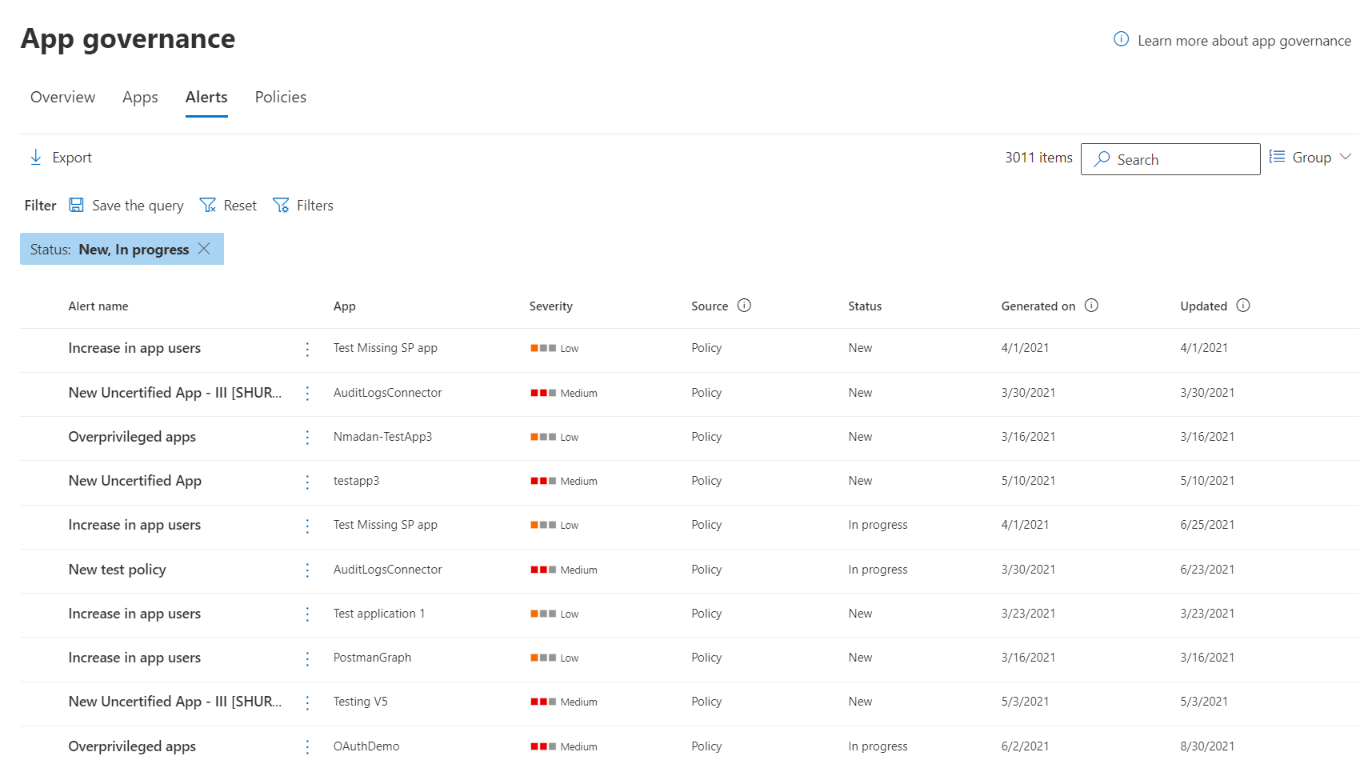 App governance
Learn more about app governance
Overview Apps Alerts Policies
Export 3011 items Search Group
Filter Save the query Reset Filters
Status: New, In progress
Alert name App Severity Source Status Generated on Updated
Increase in app users Test Missing SP app Low Policy New 4/1/2021 4/1/2021
New Uncertified App - III [SHUR... AuditLogsConnector Medium Policy New 3/30/2021 3/30/2021
Overprivileged apps Nmadan-TestApp3 Low Policy New 3/16/2021 3/16/2021
New Uncertified App testapp3 Medium Policy New 5/10/2021 5/10/2021
Increase in app users Test Missing SP app Low Policy In progress 4/1/2021 6/25/2021
New test policy AuditLogsConnector Medium Policy In progress 3/30/2021 6/23/2021
Increase in app users Test application 1 Low Policy New 3/23/2021 3/23/2021
Increase in app users PostmanGraph Low Policy New 3/16/2021 3/16/2021
New Uncertified App - III [SHUR... Testing V5 Medium Policy New 5/3/2021 5/3/2021
Overprivileged apps OAuthDemo Medium Policy In progress 6/2/2021 8/30/2021